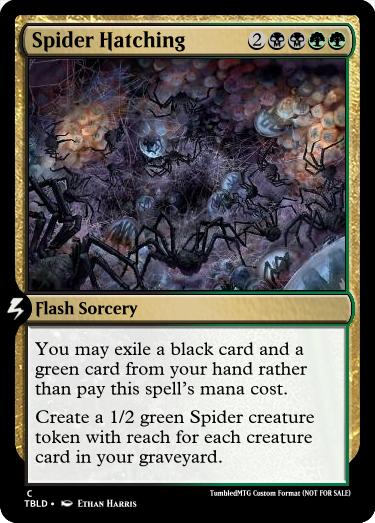 Spider Hatching 2
Flash Sorcery
You may exile a black card and a
green card from your hand rather
than pay this spell's mana cost.
Create a 1/2 green Spider creature
token with reach for each creature
card in your graveyard.
C
TBLD • Ethan Harris
TumbledMTG Custom Format (NOT FOR SALE)